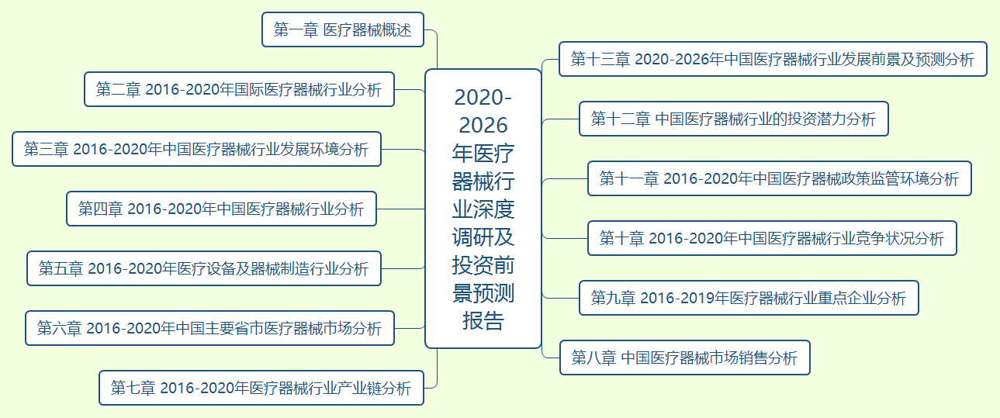 第一章 医疗器械概述
第二章 2016-2020年国际医疗器械行业分析
第三章 2016-2020年中国医疗器械行业发展环境分析
第四章 2016-2020年中国医疗器械行业分析
第五章 2016-2020年医疗设备及器械制造行业分析
第六章 2016-2020年中国主要省市医疗器械市场分析
第七章 2016-2020年医疗器械行业产业链分析
2020-
2026
年医疗
器械行
业深度
调研及
投资前
景预测
报告
第十三章 2020-2026年中国医疗器械行业发展前景及预测分析
第十二章 中国医疗器械行业的投资潜力分析
第十一章 2016-2020年中国医疗器械政策监管环境分析
第十章 2016-2020年中国医疗器械行业竞争状况分析
第九章 2016-2019年医疗器械行业重点企业分析
第八章 中国医疗器械市场销售分析